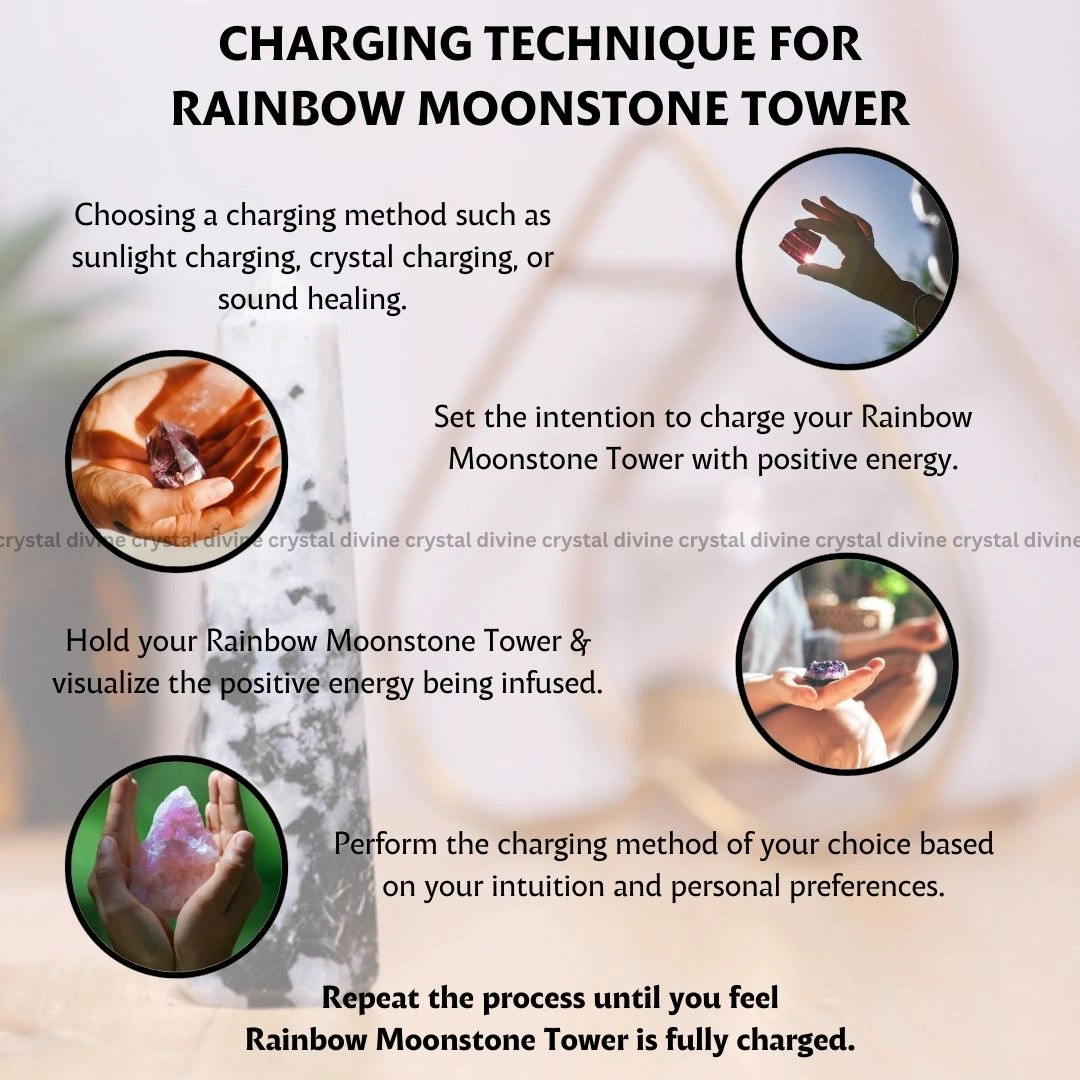 CHARGING TECHNIQUE FOR
RAINBOW MOONSTONE TOWER
Choosing a charging method such as
sunlight charging, crystal charging, or
sound healing.
Set the intention to charge your Rainbow
Moonstone Tower with positive energy.
crystal divine crystal divine crystal divine crystal divine crystal divine crystal divine crystal divine crystal divine
Hold your Rainbow Moonstone Tower &
visualize the positive energy being infused.
Perform the charging method of your choice based
on your intuition and personal preferences.
Repeat the process until you feel
Rainbow Moonstone Tower is fully charged.